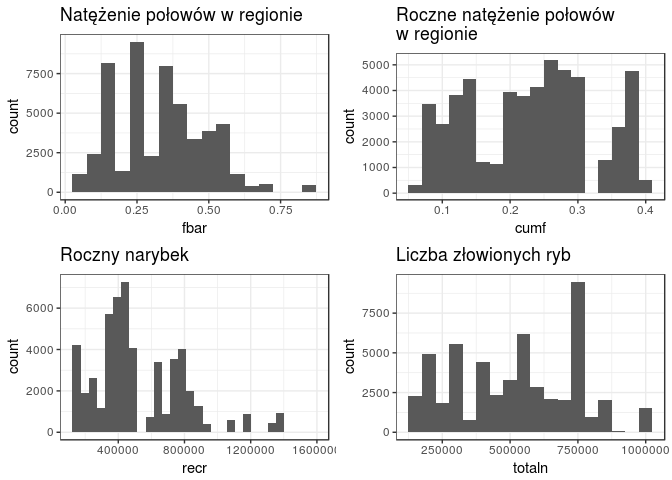 Natężenie połowów w regionie
count
7500
5000
2500
0
0.00 0.25 0.50 0.75
fbar
Roczne natężenie połowów
w regionie
count
5000
4000
3000
2000
1000
0
0.1 0.2 0.3 0.4
cumf
Roczny narybek
count
6000
4000
2000
0
400000 800000 1200000 1600000
recr
Liczba złowionych ryb
count
7500
5000
2500
0
250000 500000 750000 1000000
totaln